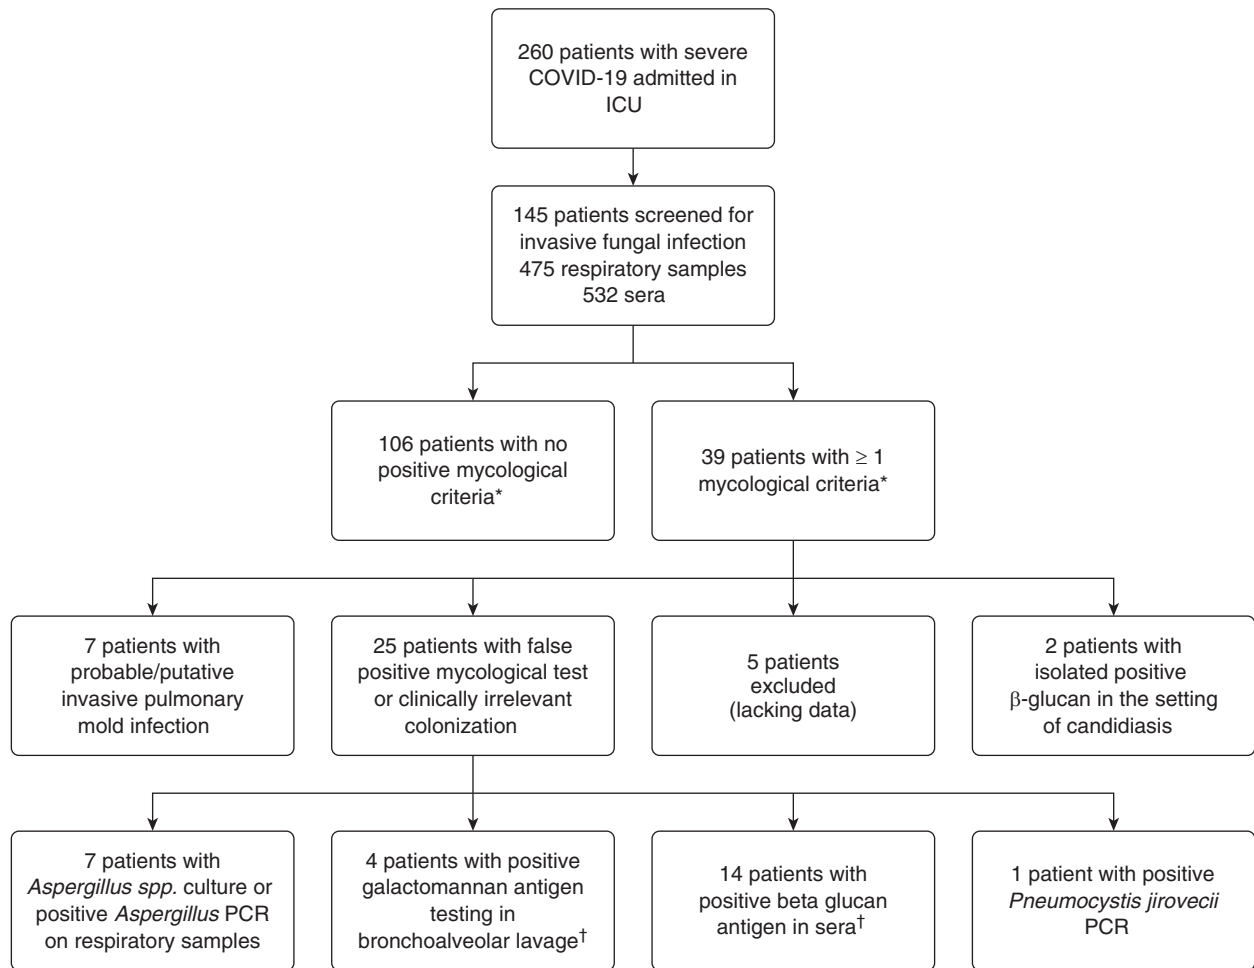 260 patients with severe
COVID-19 admitted in
ICU
145 patients screened for
invasive fungal infection
475 respiratory samples
532 sera
106 patients with no
positive mycological
criteria*
39 patients with ≥ 1
mycological criteria*
7 patients with
probable/putative
invasive pulmonary
mold infection
25 patients with false
positive mycological test
or clinically irrelevant
colonization
5 patients
excluded
(lacking data)
2 patients with
isolated positive
β-glucan in the setting
of candidiasis
7 patients with
Aspergillus spp. culture or
positive Aspergillus PCR
on respiratory samples
4 patients with positive
galactomannan antigen
testing in
bronchoalveolar lavage†
14 patients with
positive beta glucan
antigen in sera†
1 patient with positive
Pneumocystis jirovecii
PCR